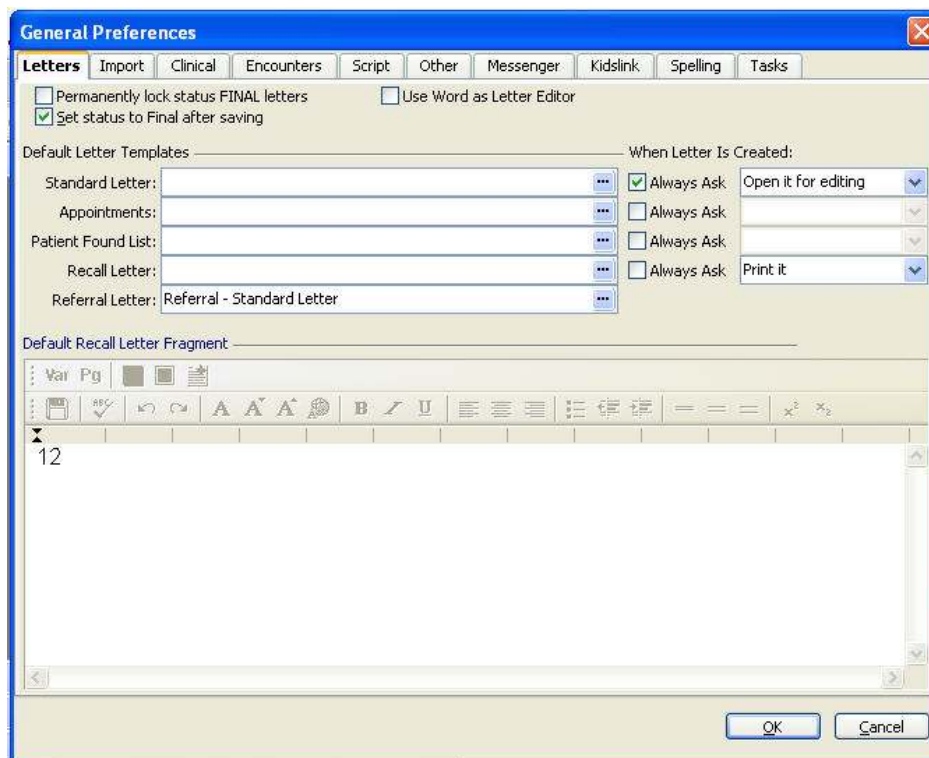 General Preferences
Letters Import Clinical Encounters Script Other Messenger Kidslink Spelling Tasks
Permanently lock status FINAL letters Use Word as Letter Editor
Set status to Final after saving
Default Letter Templates When Letter Is Created:
Standard Letter: ... Always Ask Open it for editing
Appointments: ... Always Ask
Patient Found List: ... Always Ask
Recall Letter: ... Always Ask Print it
Referral Letter: Referral - Standard Letter ...
Default Recall Letter Fragment
Var Pg
ABC A A A B I U x² x₂
12
OK Cancel